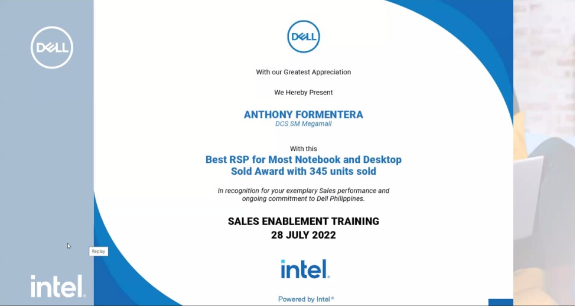 DELL
DELL
With our Greatest Appreciation
We Hereby Present
ANTHONY FORMENTERA
DCS SM Megamall
With this
Best RSP for Most Notebook and Desktop
Sold Award with 345 units sold
In recognition for your exemplary Sales performance and
ongoing commitment to Dell Philippines.
SALES ENABLEMENT TRAINING
28 JULY 2022
Replay
intel.
intel.
Powered by Intel®